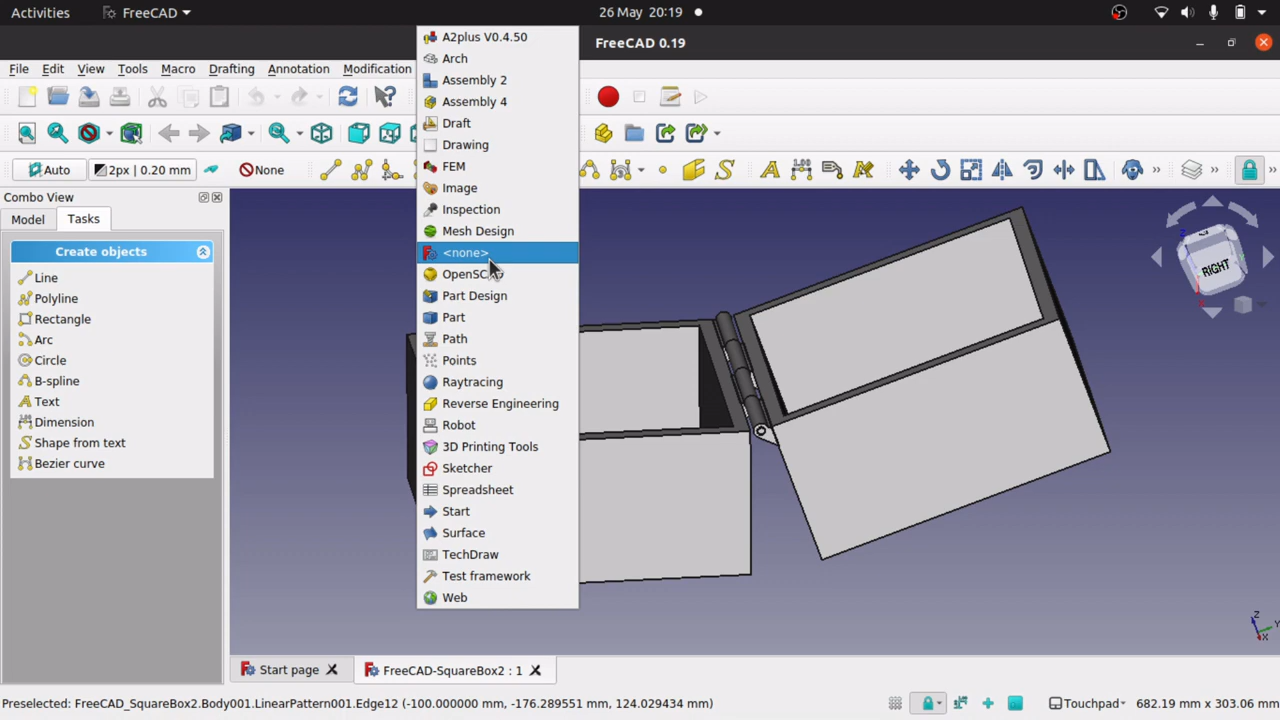 Activities FreeCAD 26 May 20:19
FreeCAD 0.19
File Edit View Tools Macro Drafting Annotation Modification
Auto 2px | 0.20 mm None
Combo View
Model Tasks
Create objects
Line
Polyline
Rectangle
Arc
Circle
B-spline
Text
Dimension
Shape from text
Bezier curve
A2plus V0.4.50
Arch
Assembly 2
Assembly 4
Draft
Drawing
FEM
Image
Inspection
Mesh Design
<none>
OpenSC
Part Design
Part
Path
Points
Raytracing
Reverse Engineering
Robot
3D Printing Tools
Sketcher
Spreadsheet
Start
Surface
TechDraw
Test framework
Web
RIGHT
Z
Y
X
Start page FreeCAD-SquareBox2 : 1
Preselected: FreeCAD_SquareBox2.Body001.LinearPattern001.Edge12 (-100.000000 mm, -176.289551 mm, 124.029434 mm) Touchpad 682.19 mm x 303.06 mm